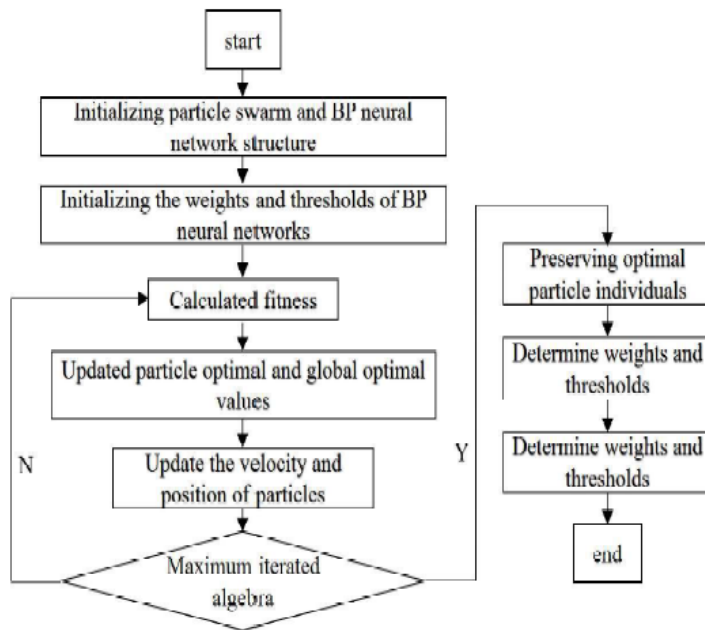 start
Initializing particle swarm and BP neural
network structure
Initializing the weights and thresholds of BP
neural networks
Calculated fitness
Updated particle optimal and global optimal
values
Update the velocity and
position of particles
Maximum iterated
algebra
N
Y
Preserving optimal
particle individuals
Determine weights and
thresholds
Determine weights and
thresholds
end